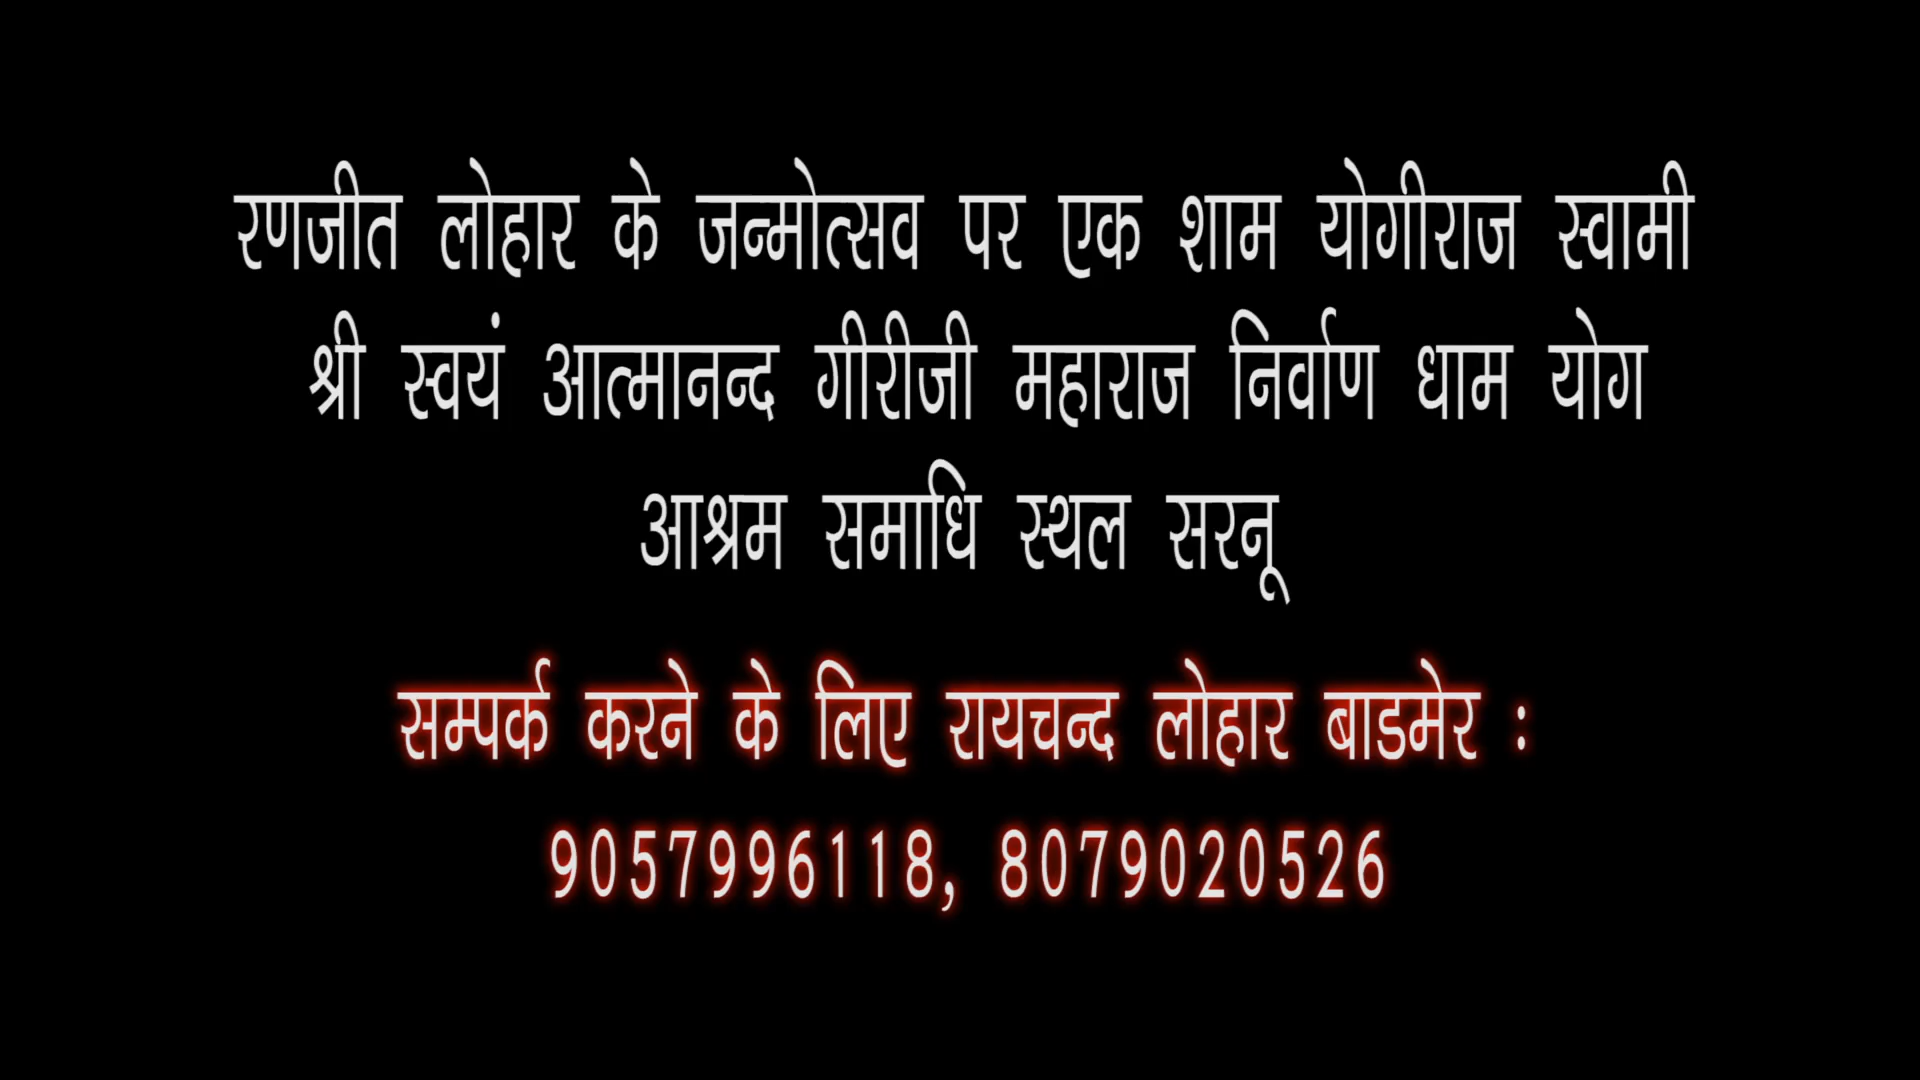 रणजीत लोहार के जन्मोत्सव पर एक शाम योगीराज स्वामी
श्री स्वयं आत्मानन्द गीरीजी महाराज निर्वाण धाम योग
आश्रम समाधि स्थल सरनू
सम्पर्क करने के लिए रायचन्द लोहार बाडमेर :
9057996118, 8079020526